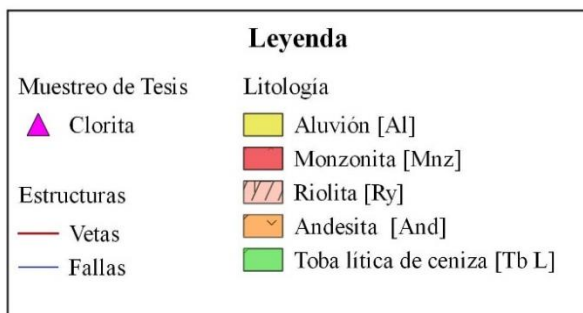 Leyenda
Muestreo de Tesis
Clorita
Estructuras
Vetas
Fallas
Litología
Aluvión [Al]
Monzonita [Mnz]
Riolita [Ry]
Andesita [And]
Toba lítica de ceniza [Tb L]